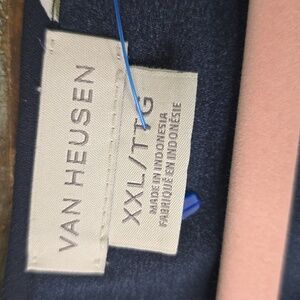 VAN HEUSEN
XXL/TTG
MADE IN INDONESIA
FABRIQUÉ EN INDONÉSIE